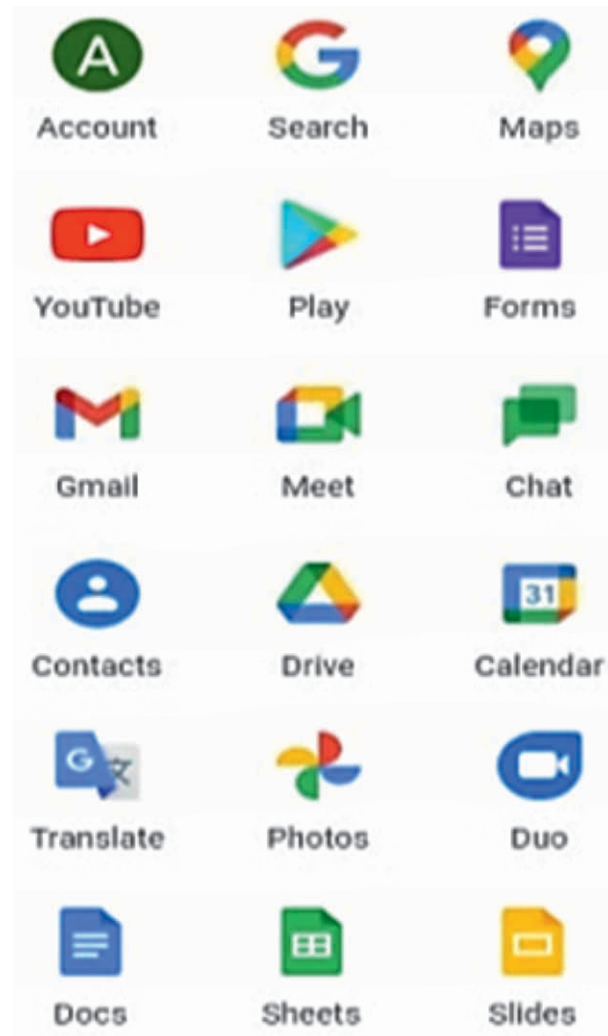 A
Account Search Maps
YouTube Play Forms
Gmail Meet Chat
31
Contacts Drive Calendar
G 文
Translate Photos Duo
Docs Sheets Slides